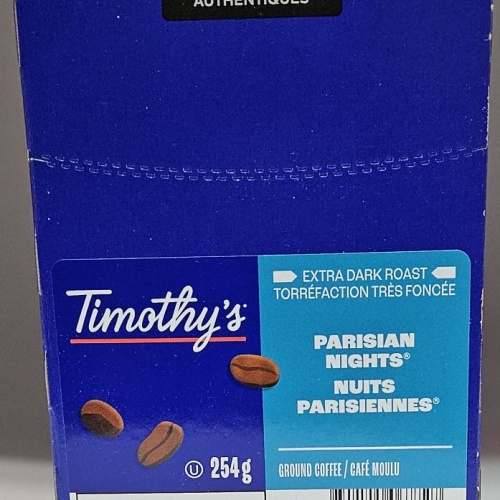 AUTHENTIQUES
Timothy's
EXTRA DARK ROAST
TORRÉFACTION TRÈS FONCÉE
PARISIAN
NIGHTS®
NUITS
PARISIENNES®
U 254g
GROUND COFFEE / CAFÉ MOULU